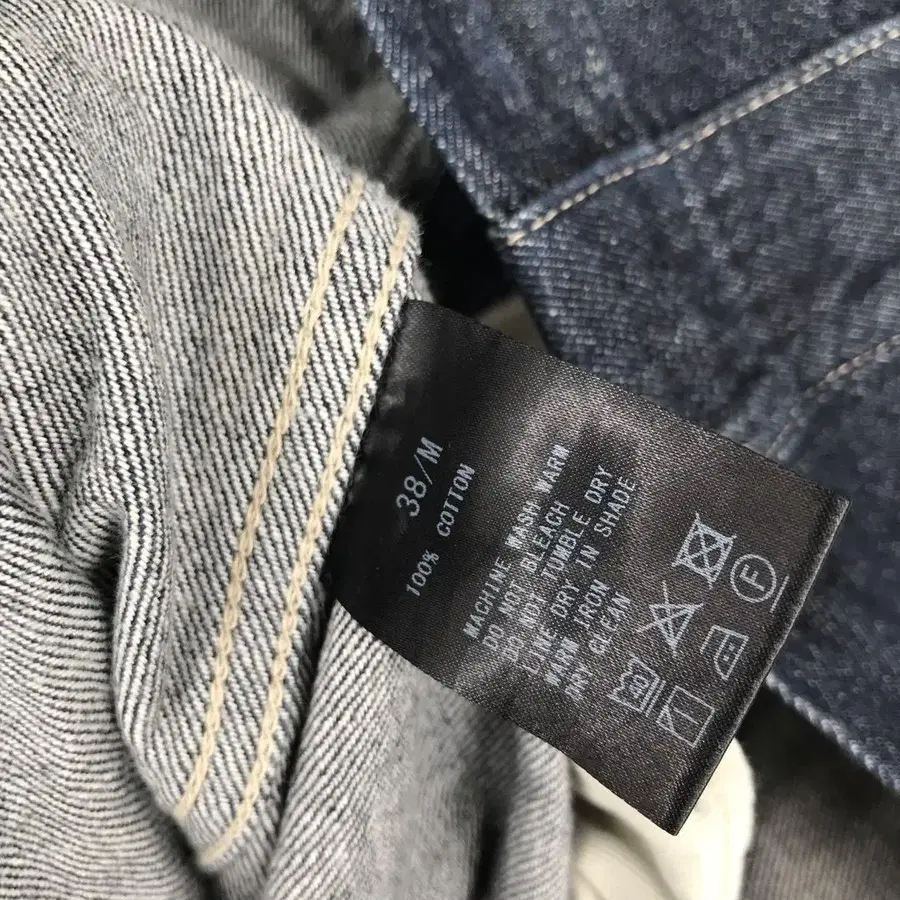 38/M
100% COTTON
MACHINE WASH WARM
DO NOT BLEACH
DO NOT TUMBLE DRY
LINE DRY IN SHADE
WARM IRON
DRY CLEAN
F